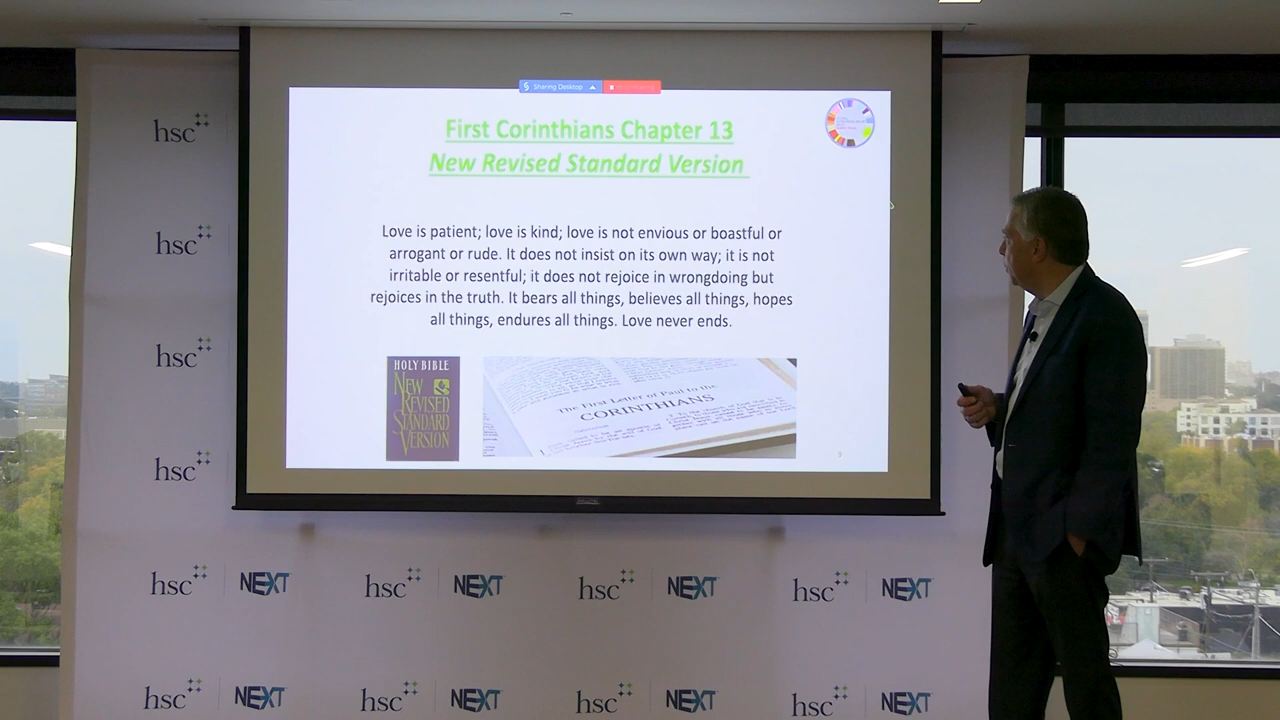 Sharing Desktop
First Corinthians Chapter 13
New Revised Standard Version
Love is patient; love is kind; love is not envious or boastful or
arrogant or rude. It does not insist on its own way; it is not
irritable or resentful; it does not rejoice in wrongdoing but
rejoices in the truth. It bears all things, believes all things, hopes
all things, endures all things. Love never ends.
HOLY BIBLE
NEW
REVISED
STANDARD
VERSION
The First Letter of Paul to the
CORINTHIANS
3
hsc
hsc
hsc
hsc
hsc NEXT hsc NEXT hsc NEXT hsc NEXT
hsc NEXT hsc NEXT hsc NEXT hsc NEXT